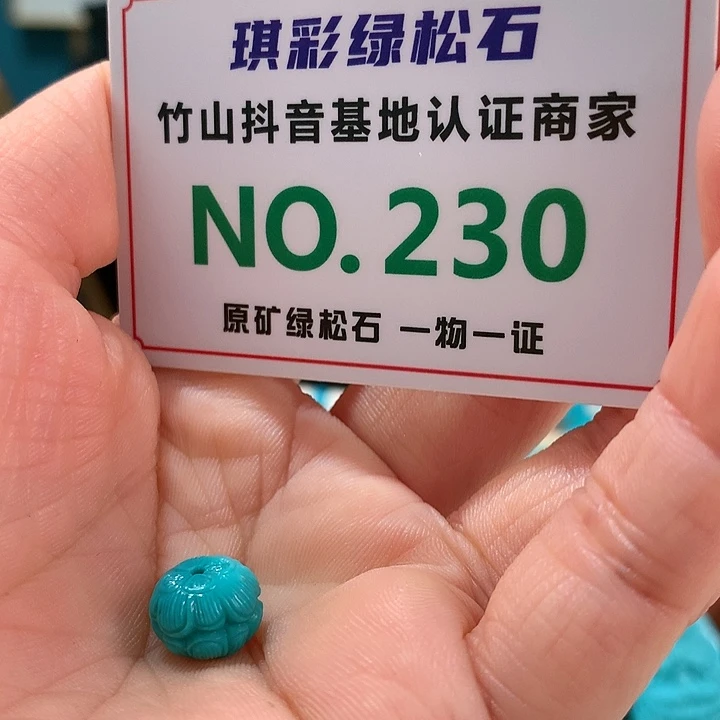 琪彩绿松石
竹山抖音基地认证商家
NO.230
原矿绿松石 一物一证